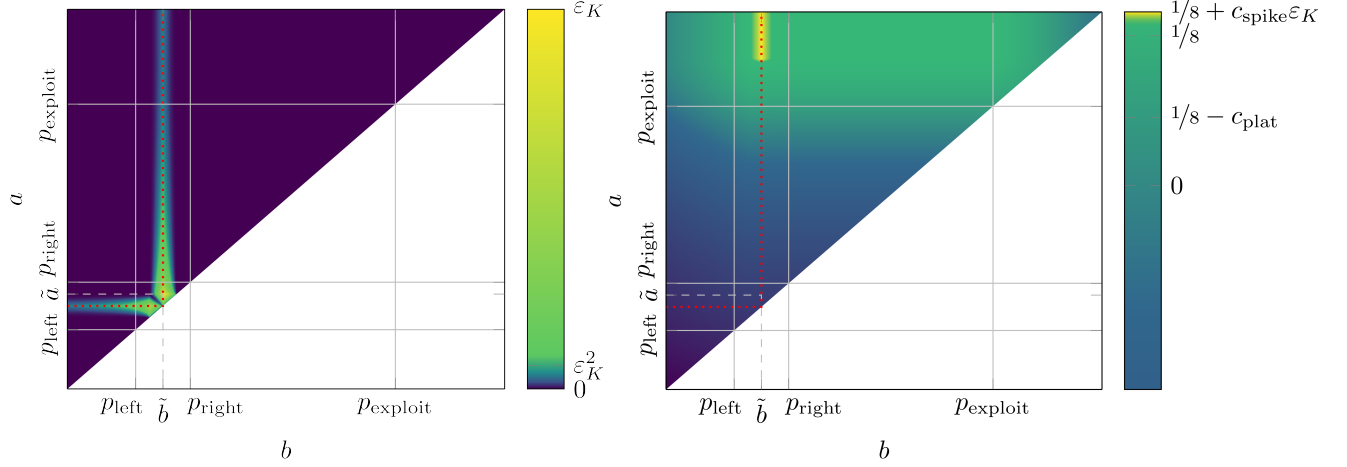 ε_K
ε_K^2
0
p_exploit
a
p_right
ã
p_left
p_left
b̃
p_right
p_exploit
b
1/8 + c_spike ε_K
1/8
1/8 − c_plat
0
p_exploit
a
p_right
ã
p_left
p_left
b̃
p_right
p_exploit
b